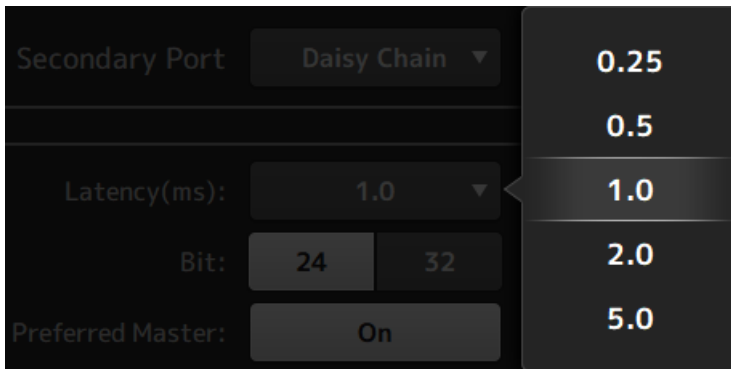 Secondary Port Daisy Chain ▼
Latency(ms): 1.0 ▼
Bit: 24 32
Preferred Master: On
0.25
0.5
1.0
2.0
5.0